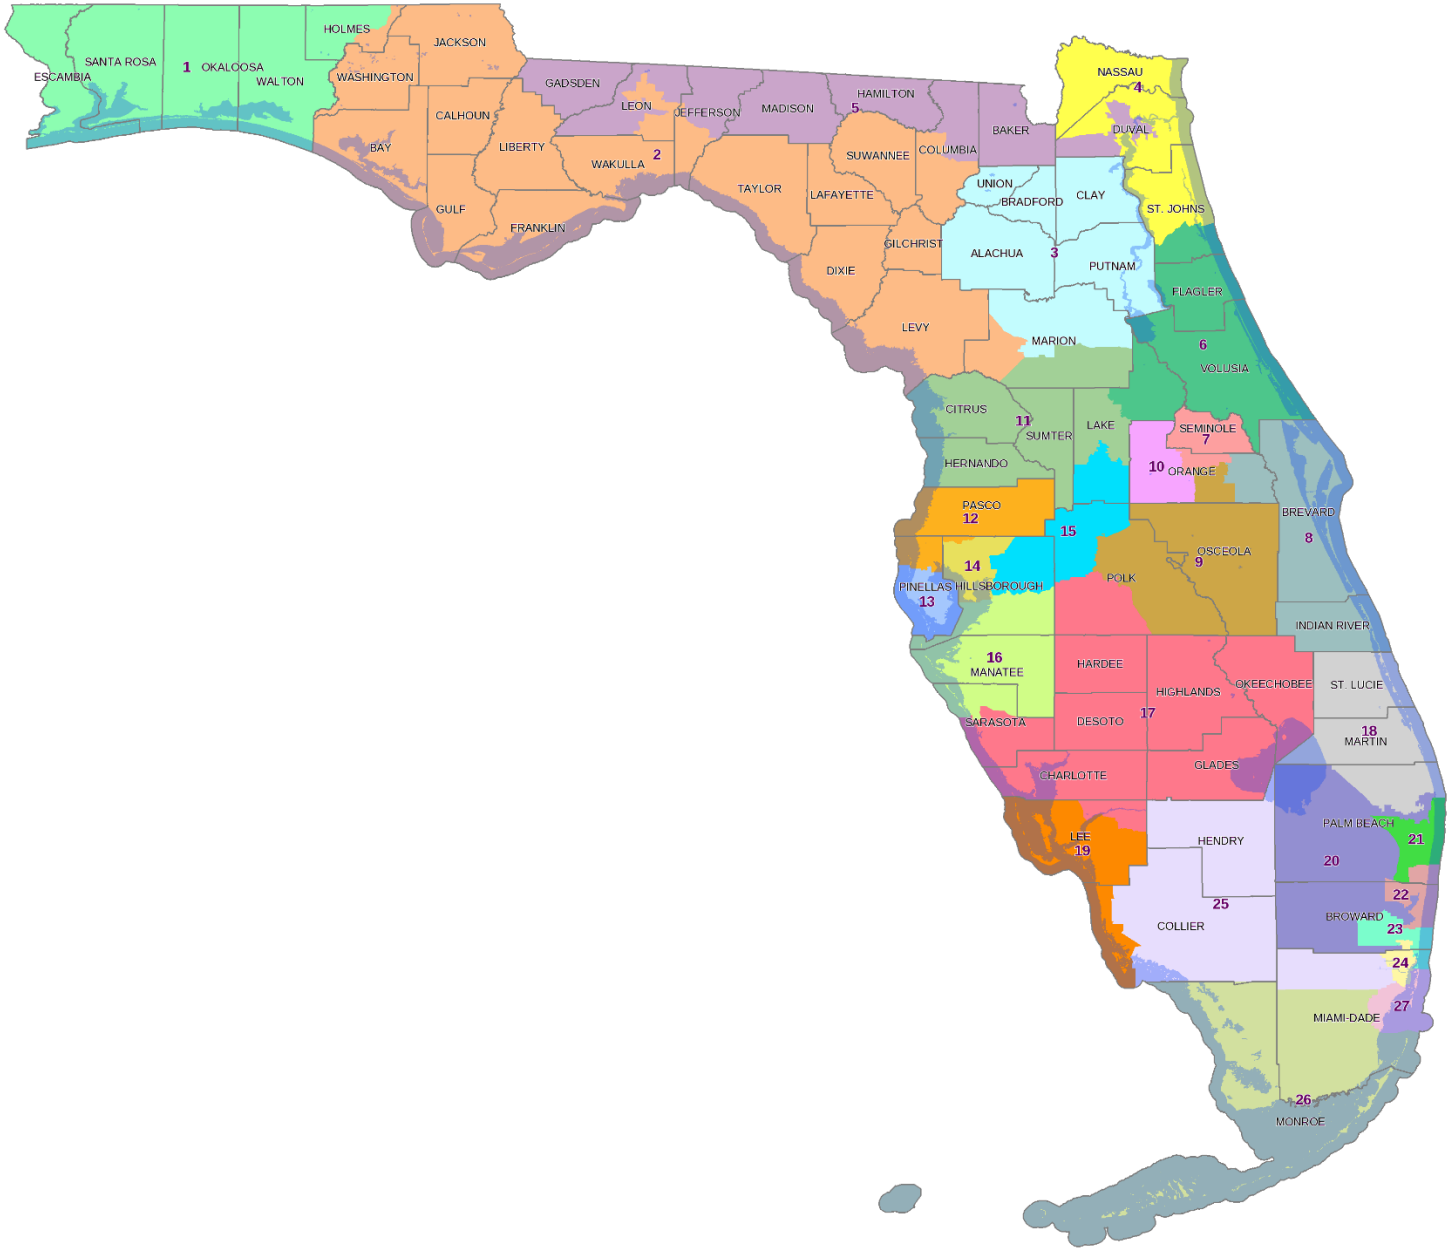 HOLMES
JACKSON
SANTA ROSA
1
OKALOOSA
ESCAMBIA
WALTON
WASHINGTON
GADSDEN
LEON
JEFFERSON
MADISON
HAMILTON
5
BAKER
NASSAU
4
DUVAL
CALHOUN
LIBERTY
BAY
WAKULLA
2
SUWANNEE
COLUMBIA
TAYLOR
LAFAYETTE
UNION
BRADFORD
CLAY
ST. JOHNS
GULF
FRANKLIN
GILCHRIST
DIXIE
ALACHUA
3
PUTNAM
FLAGLER
LEVY
MARION
6
VOLUSIA
CITRUS
11
SUMTER
LAKE
SEMINOLE
7
HERNANDO
10
ORANGE
PASCO
12
BREVARD
8
15
OSCEOLA
9
14
PINELLAS
HILLSBOROUGH
13
POLK
INDIAN RIVER
16
MANATEE
HARDEE
HIGHLANDS
OKEECHOBEE
ST. LUCIE
SARASOTA
DESOTO
17
18
MARTIN
CHARLOTTE
GLADES
LEE
19
HENDRY
PALM BEACH
21
20
25
COLLIER
22
BROWARD
23
24
27
MIAMI-DADE
26
MONROE